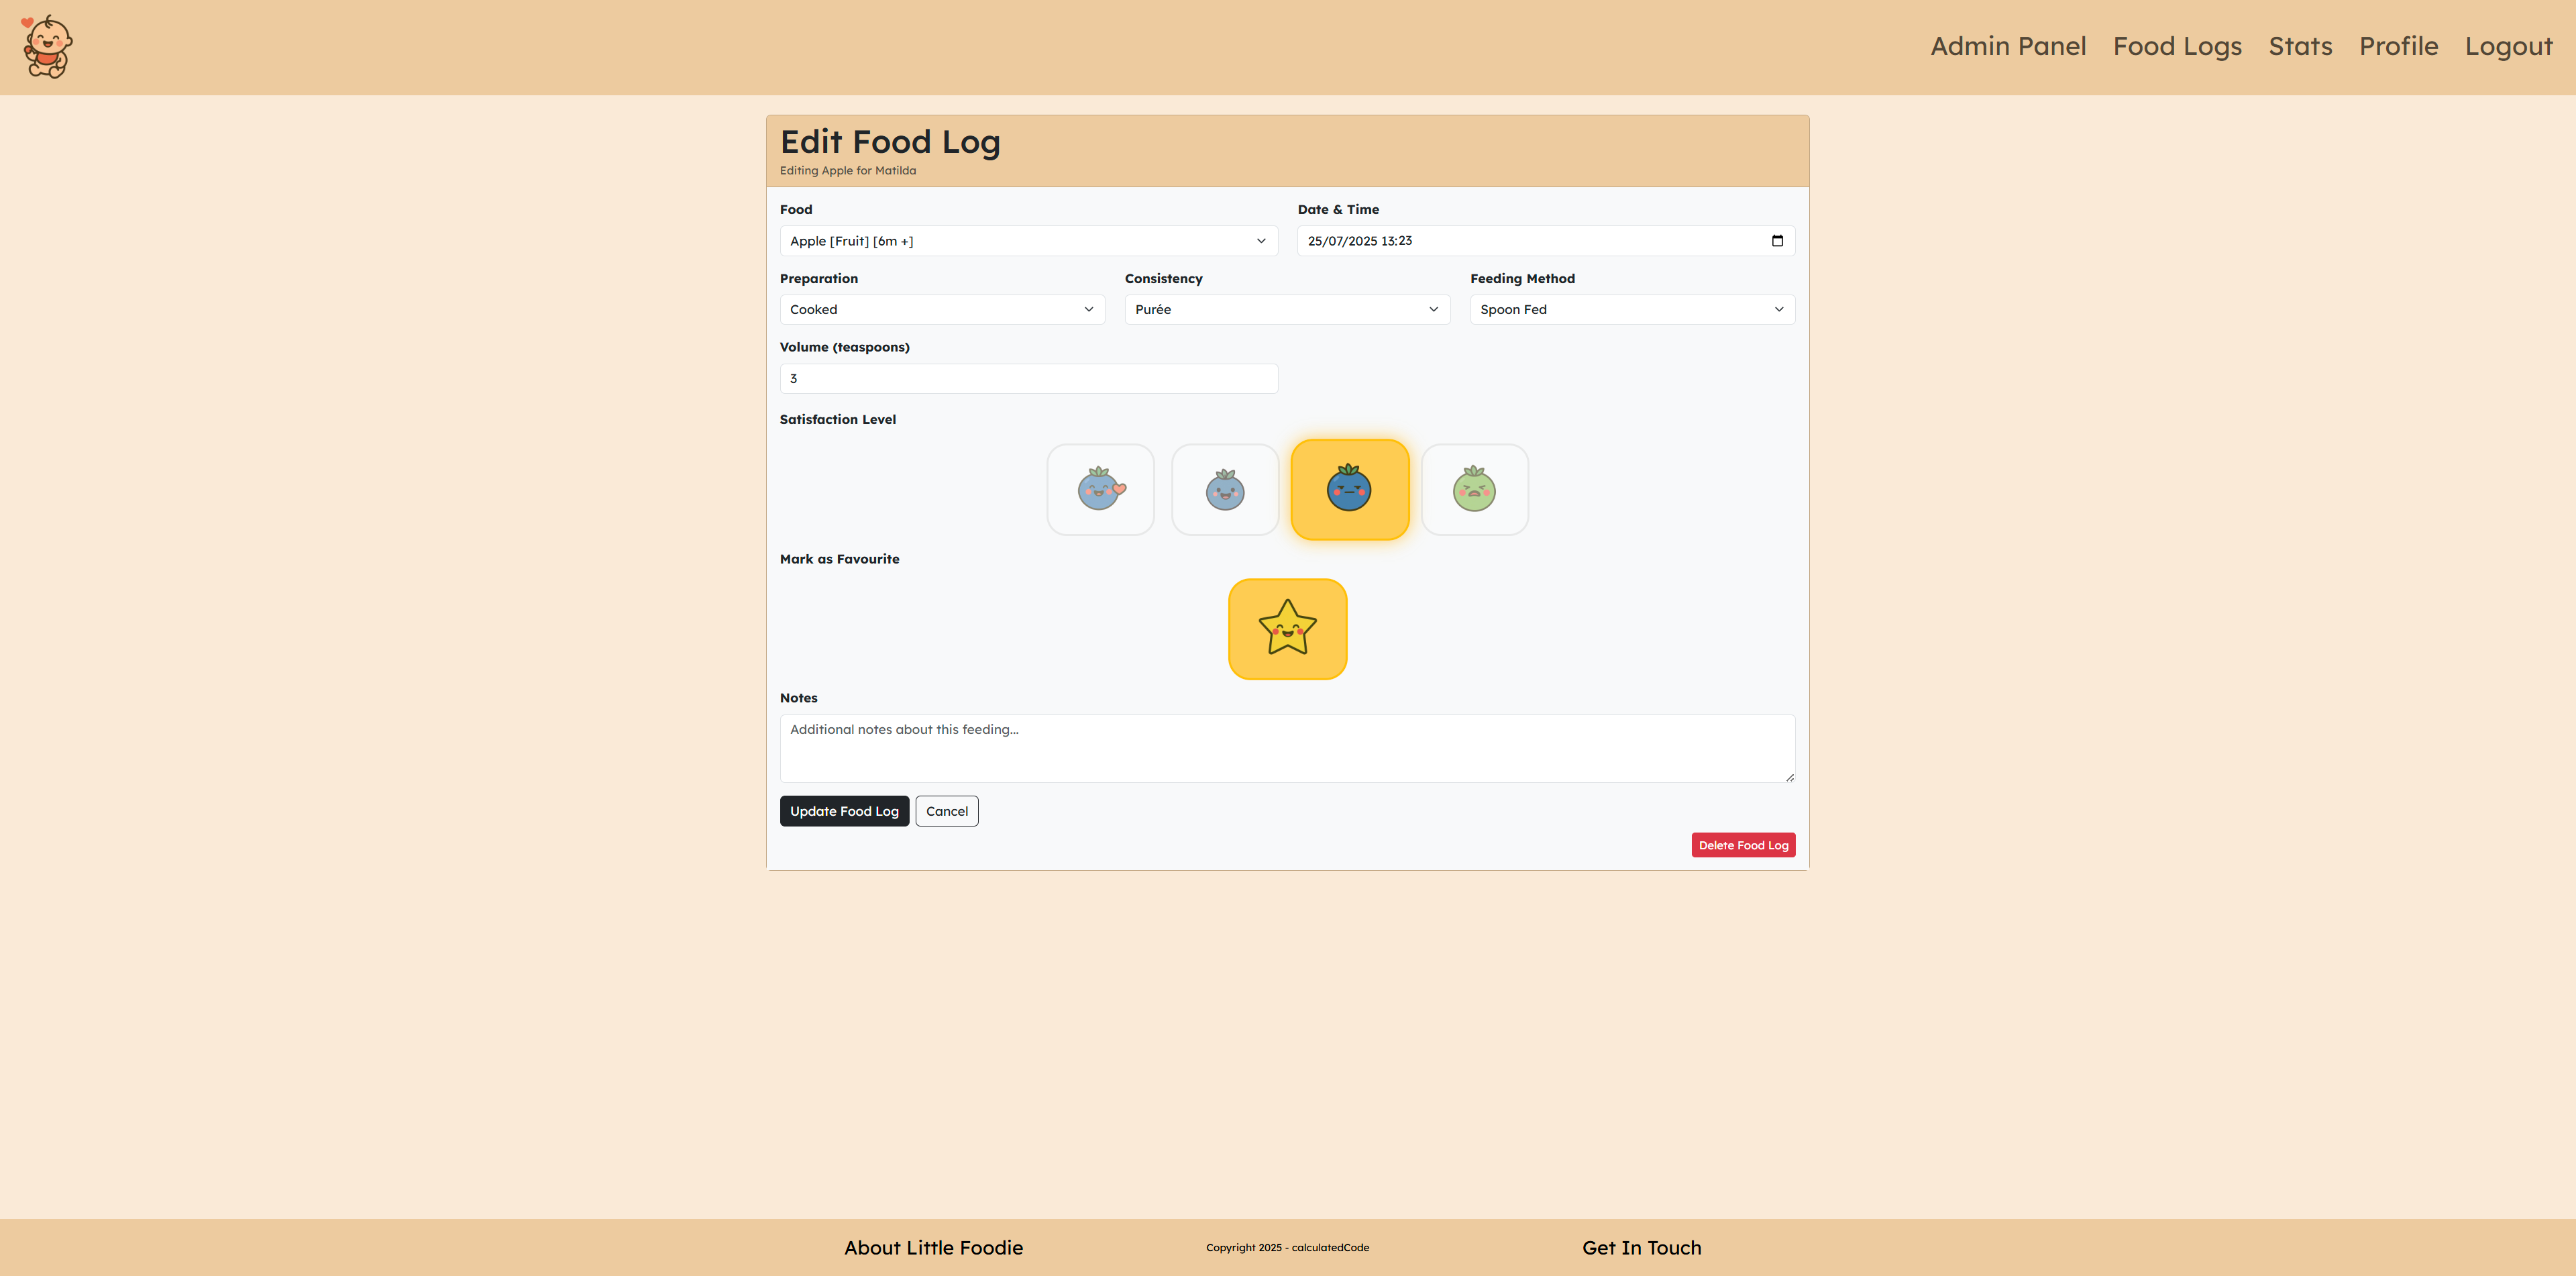 Admin Panel Food Logs Stats Profile Logout
Edit Food Log
Editing Apple for Matilda
Food Date & Time
Apple [Fruit] [6m +] 25/07/2025 13:23
Preparation Consistency Feeding Method
Cooked Purée Spoon Fed
Volume (teaspoons)
3
Satisfaction Level
Mark as Favourite
Notes
Additional notes about this feeding...
Update Food Log Cancel
Delete Food Log
About Little Foodie Copyright 2025 - calculatedCode Get In Touch